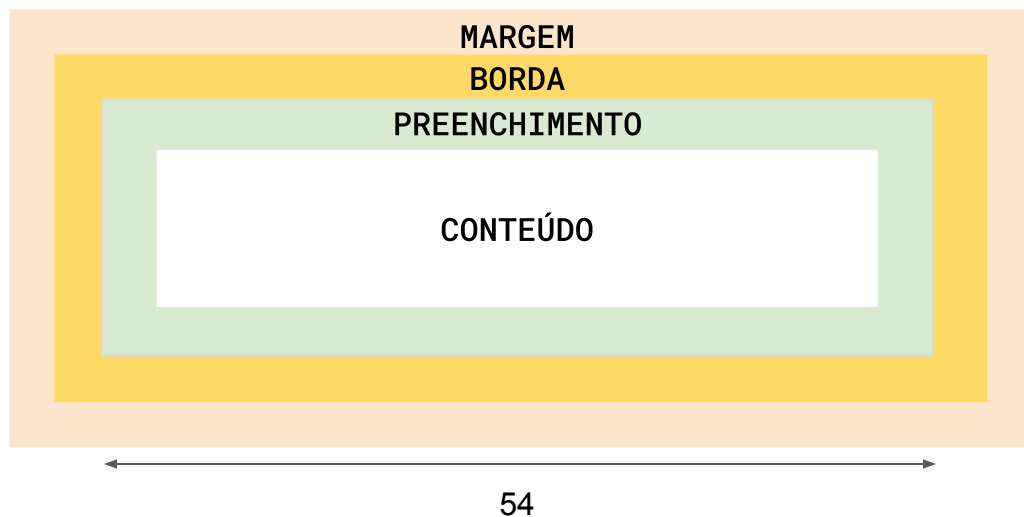 MARGEM
BORDA
PREENCHIMENTO
CONTEÚDO
54